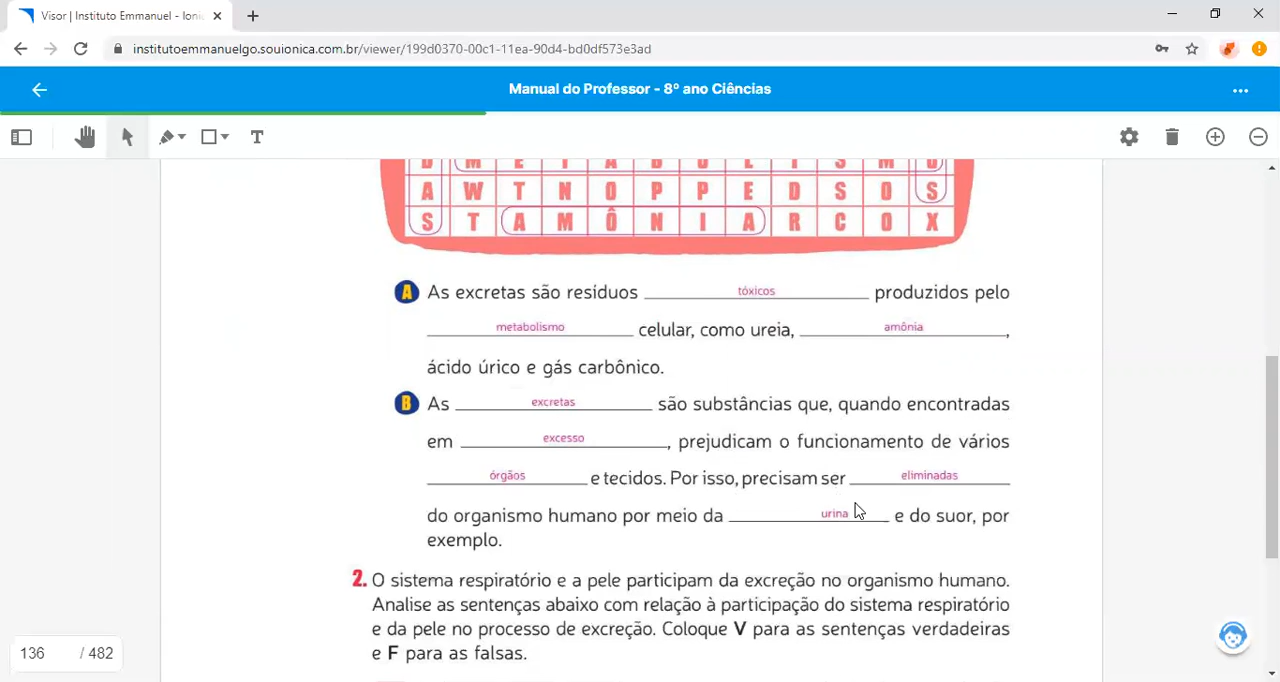 Visor | Instituto Emmanuel - Ioni
institutoemmanuelgo.souionica.com.br/viewer/199d0370-00c1-11ea-90d4-bd0df573e3ad
Manual do Professor - 8º ano Ciências
T
D M E T A B O L I S M O
A W T N O P P E D S O S
S T A M Ô N I A R C O X
A As excretas são resíduos tóxicos produzidos pelo
metabolismo celular, como ureia, amônia,
ácido úrico e gás carbônico.
B As excretas são substâncias que, quando encontradas
em excesso, prejudicam o funcionamento de vários
órgãos e tecidos. Por isso, precisam ser eliminadas
do organismo humano por meio da urina e do suor, por
exemplo.
2. O sistema respiratório e a pele participam da excreção no organismo humano.
Analise as sentenças abaixo com relação à participação do sistema respiratório
e da pele no processo de excreção. Coloque V para as sentenças verdadeiras
e F para as falsas.
136 / 482